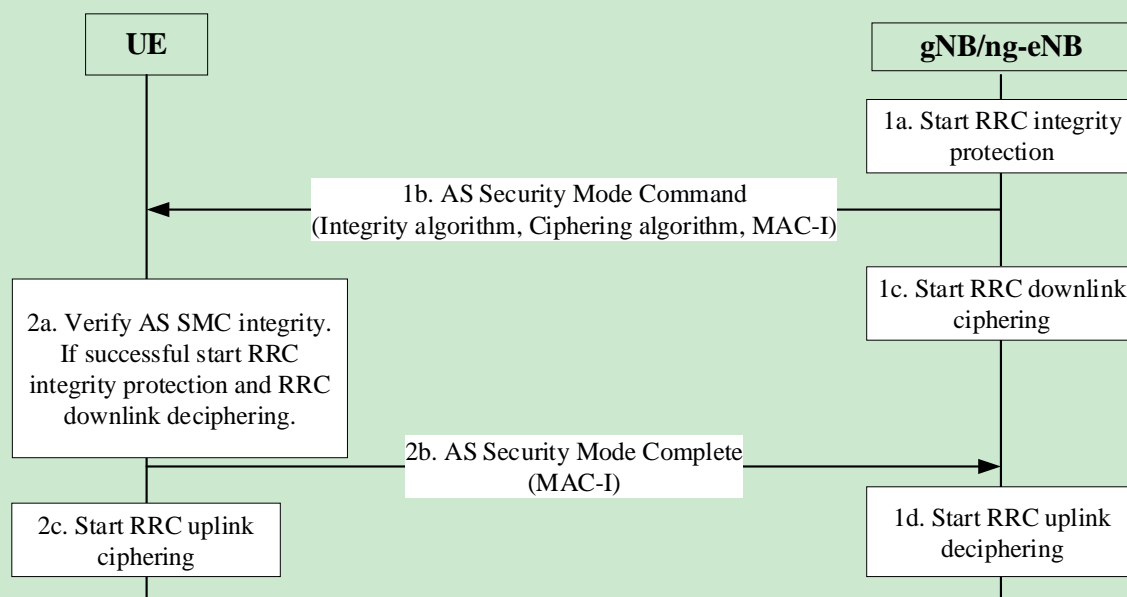 UE
gNB/ng-eNB
1a. Start RRC integrity
protection
1b. AS Security Mode Command
(Integrity algorithm, Ciphering algorithm, MAC-I)
1c. Start RRC downlink
ciphering
2a. Verify AS SMC integrity.
If successful start RRC
integrity protection and RRC
downlink deciphering.
2b. AS Security Mode Complete
(MAC-I)
2c. Start RRC uplink
ciphering
1d. Start RRC uplink
deciphering